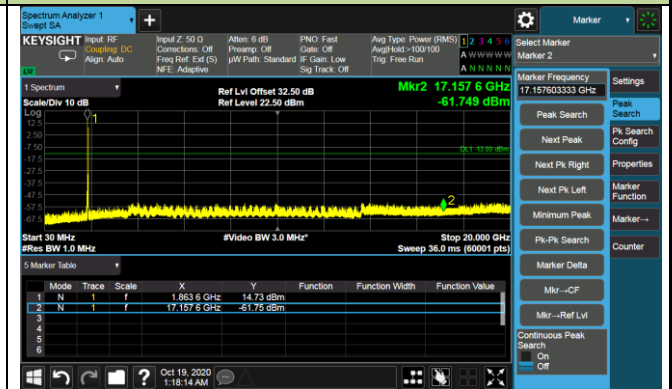 Spectrum Analyzer 1
Swept SA
Marker
KEYSIGHT
Input: RF
Coupling: DC
Align: Auto
Input Z: 50 Ω
Corrections: Off
Freq Ref: Ext (S)
NFE: Adaptive
Atten: 6 dB
Preamp: Off
µW Path: Standard
PNO: Fast
Gate: Off
IF Gain: Low
Sig Track: Off
Avg Type: Power (RMS)
Avg|Hold:>100/100
Trig: Free Run
1 2 3 4 5 6
A W W W W W
A N N N N N
LW
Select Marker
Marker 2
1 Spectrum
Scale/Div 10 dB
Log
Ref Lvl Offset 32.50 dB
Ref Level 22.50 dBm
Mkr2 17.157 6 GHz
-61.749 dBm
12.5
2.50
-7.50
-17.5
-27.5
-37.5
-47.5
-57.5
-67.5
1
2
DL1 -13.00 dBm
Start 30 MHz
#Res BW 1.0 MHz
#Video BW 3.0 MHz*
Stop 20.000 GHz
Sweep 36.0 ms (60001 pts)
5 Marker Table
Mode Trace Scale X Y Function Function Width Function Value
1 N 1 f 1.863 6 GHz 14.73 dBm
2 N 1 f 17.157 6 GHz -61.75 dBm
3
4
5
6
Oct 19, 2020
1:18:14 AM
Marker Frequency
17.157603333 GHz
Peak Search
Next Peak
Next Pk Right
Next Pk Left
Minimum Peak
Pk-Pk Search
Marker Delta
Mkr→CF
Mkr→Ref Lvl
Continuous Peak Search
On
Off
Settings
Peak Search
Pk Search Config
Properties
Marker Function
Marker→
Counter